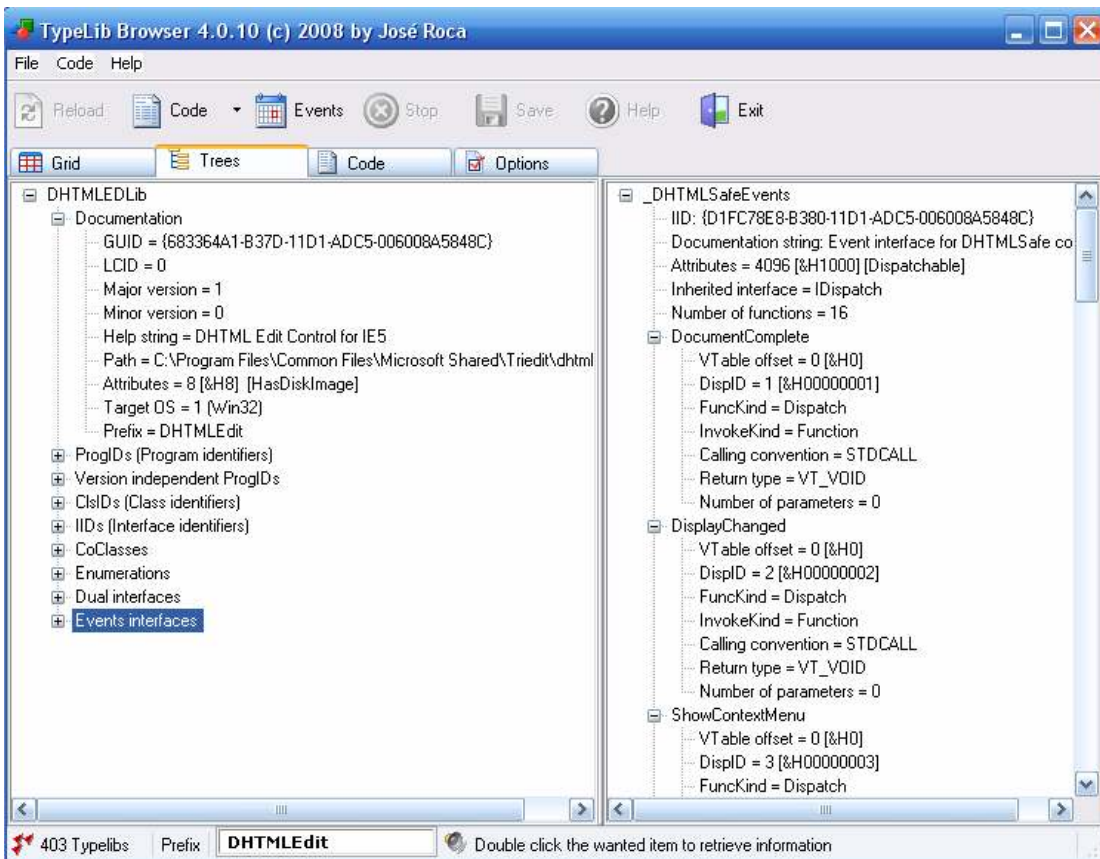 TypeLib Browser 4.0.10 (c) 2008 by José Roca
File Code Help
Reload Code Events Stop Save Help Exit
Grid Trees Code Options
DHTMLEDLib
Documentation
GUID = {683364A1-B37D-11D1-ADC5-006008A5848C}
LCID = 0
Major version = 1
Minor version = 0
Help string = DHTML Edit Control for IE5
Path = C:\Program Files\Common Files\Microsoft Shared\Triedit\dhtml
Attributes = 8 [&H8] [HasDiskImage]
Target OS = 1 (Win32)
Prefix = DHTMLEdit
ProgIDs (Program identifiers)
Version independent ProgIDs
ClsIDs (Class identifiers)
IIDs (Interface identifiers)
CoClasses
Enumerations
Dual interfaces
Events interfaces
_DHTMLSafeEvents
IID: {D1FC78E8-B380-11D1-ADC5-006008A5848C}
Documentation string: Event interface for DHTMLSafe co
Attributes = 4096 [&H1000] [Dispatchable]
Inherited interface = IDispatch
Number of functions = 16
DocumentComplete
VTable offset = 0 [&H0]
DispID = 1 [&H00000001]
FuncKind = Dispatch
InvokeKind = Function
Calling convention = STDCALL
Return type = VT_VOID
Number of parameters = 0
DisplayChanged
VTable offset = 0 [&H0]
DispID = 2 [&H00000002]
FuncKind = Dispatch
InvokeKind = Function
Calling convention = STDCALL
Return type = VT_VOID
Number of parameters = 0
ShowContextMenu
VTable offset = 0 [&H0]
DispID = 3 [&H00000003]
FuncKind = Dispatch
403 Typelibs Prefix DHTMLEdit Double click the wanted item to retrieve information